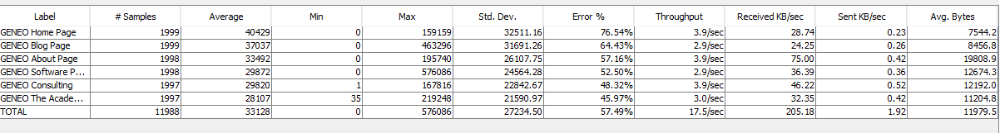 Label # Samples Average Min Max Std. Dev. Error % Throughput Received KB/sec Sent KB/sec Avg. Bytes
GENEO Home Page 1999 40429 0 159159 32511.16 76.54% 3.9/sec 28.74 0.23 7544.2
GENEO Blog Page 1999 37037 0 463296 31691.26 64.43% 2.9/sec 24.25 0.26 8456.8
GENEO About Page 1998 33492 0 195740 26107.75 57.16% 3.9/sec 75.00 0.42 19808.9
GENEO Software P... 1998 29872 0 576086 24564.28 52.50% 2.9/sec 36.39 0.36 12674.3
GENEO Consulting 1997 29820 1 167816 22842.67 48.32% 3.9/sec 46.22 0.52 12192.0
GENEO The Acade... 1997 28107 35 219248 21590.97 45.97% 3.0/sec 32.35 0.42 11204.8
TOTAL 11988 33128 0 576086 27234.50 57.49% 17.5/sec 205.18 1.92 11979.5